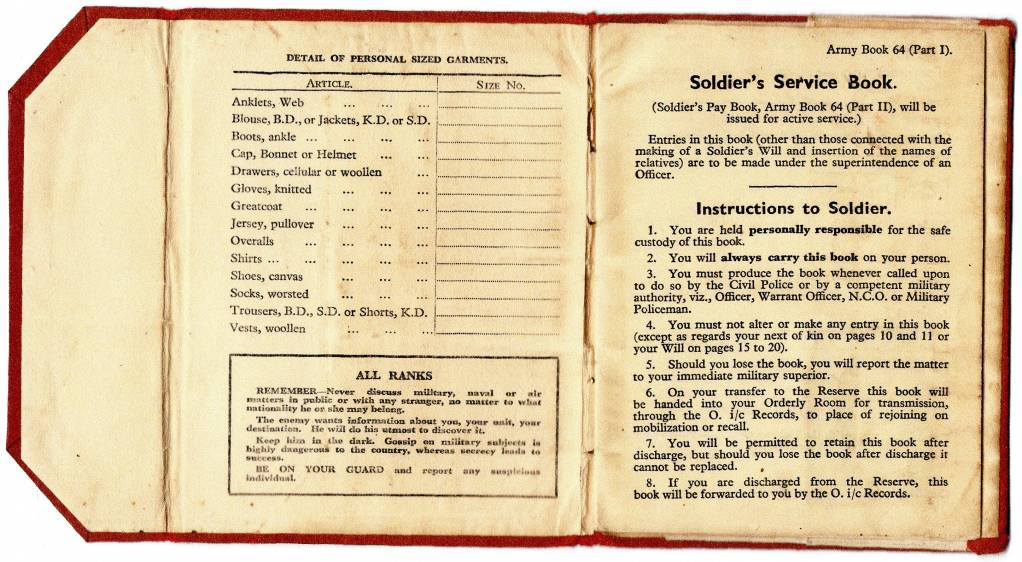 DETAIL OF PERSONAL SIZED GARMENTS.
ARTICLE. SIZE NO.
Anklets, Web ... ... ...
Blouse, B.D., or Jackets, K.D. or S.D.
Boots, ankle ... ... ... ...
Cap, Bonnet or Helmet ... ...
Drawers, cellular or woollen ...
Gloves, knitted ... ... ...
Greatcoat ... ... ... ...
Jersey, pullover ... ... ...
Overalls ... ... ... ...
Shirts ... ... ... ... ...
Shoes, canvas ... ... ...
Socks, worsted ... ... ...
Trousers, B.D., S.D. or Shorts, K.D.
Vests, woollen ... ... ...
ALL RANKS
REMEMBER—Never discuss military, naval or air
matters in public or with any stranger, no matter to what
nationality he or she may belong.
The enemy wants information about you, your unit, your
destination. He will do his utmost to discover it.
Keep him in the dark. Gossip on military subjects is
highly dangerous to the country, whereas secrecy leads to
success.
BE ON YOUR GUARD and report any suspicious
individual.
Army Book 64 (Part I).
Soldier's Service Book.
(Soldier's Pay Book, Army Book 64 (Part II), will be
issued for active service.)
Entries in this book (other than those connected with the
making of a Soldier's Will and insertion of the names of
relatives) are to be made under the superintendence of an
Officer.
Instructions to Soldier.
1. You are held personally responsible for the safe
custody of this book.
2. You will always carry this book on your person.
3. You must produce the book whenever called upon
to do so by the Civil Police or by a competent military
authority, viz., Officer, Warrant Officer, N.C.O. or Military
Policeman.
4. You must not alter or make any entry in this book
(except as regards your next of kin on pages 10 and 11 or
your Will on pages 15 to 20).
5. Should you lose the book, you will report the matter
to your immediate military superior.
6. On your transfer to the Reserve this book will
be handed into your Orderly Room for transmission,
through the O. i/c Records, to place of rejoining on
mobilization or recall.
7. You will be permitted to retain this book after
discharge, but should you lose the book after discharge it
cannot be replaced.
8. If you are discharged from the Reserve, this
book will be forwarded to you by the O. i/c Records.